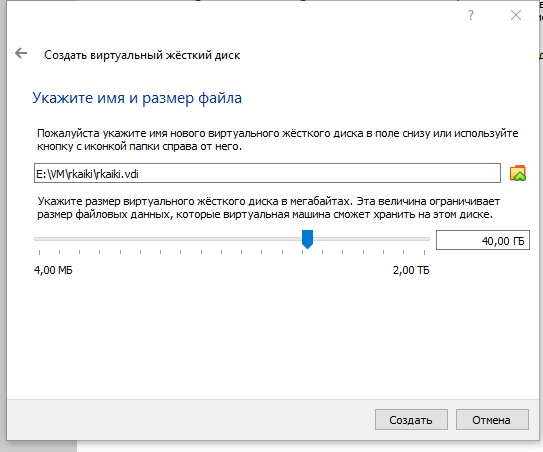 ?
Создать виртуальный жёсткий диск
Укажите имя и размер файла
Пожалуйста укажите имя нового виртуального жёсткого диска в поле снизу или используйте
кнопку с иконкой папки справа от него.
E:\VM\rkaiki\rkaiki.vdi
Укажите размер виртуального жёсткого диска в мегабайтах. Эта величина ограничивает
размер файловых данных, которые виртуальная машина сможет хранить на этом диске.
40,00 ГБ
4,00 МБ
2,00 ТБ
Создать
Отмена